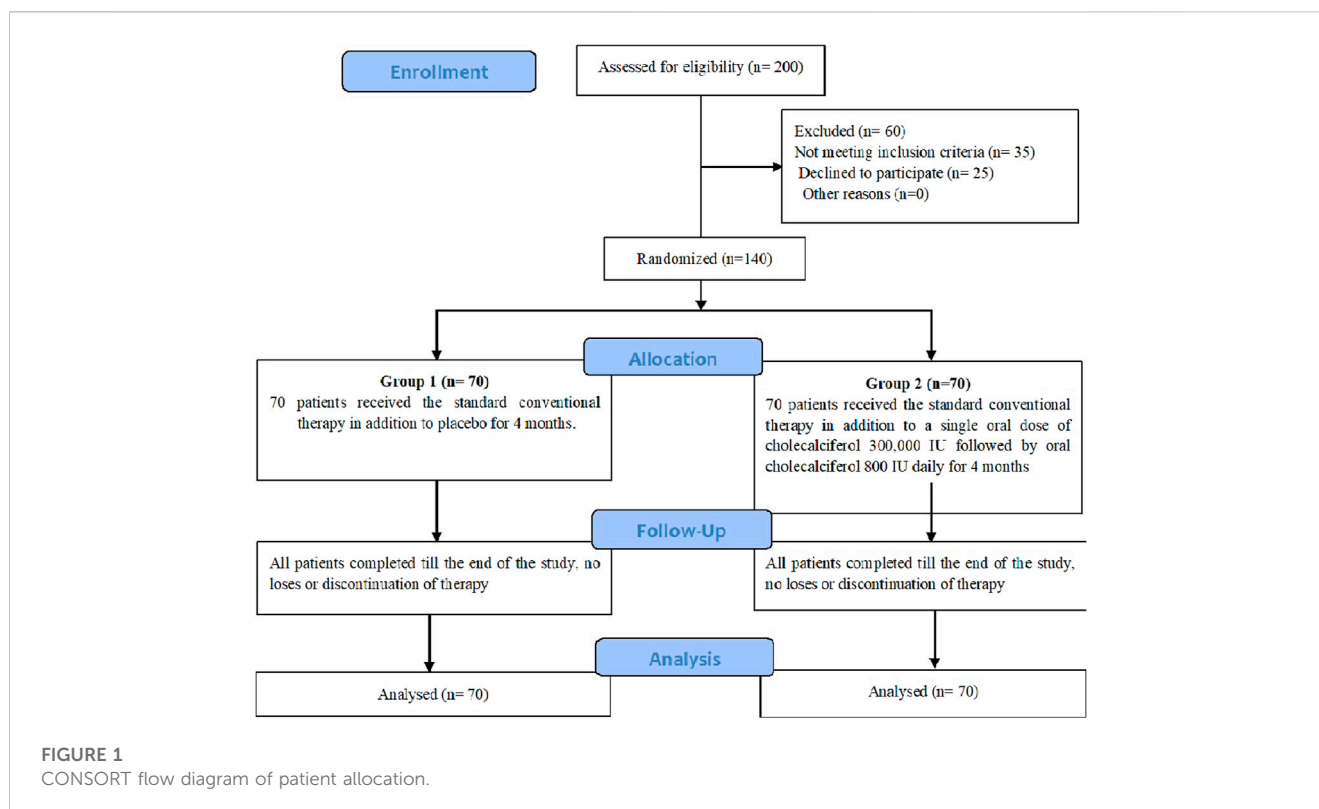 Enrollment
Assessed for eligibility (n= 200)
Excluded (n= 60)
Not meeting inclusion criteria (n= 35)
Declined to participate (n= 25)
Other reasons (n=0)
Randomized (n=140)
Allocation
Group 1 (n= 70)
70 patients received the standard conventional
therapy in addition to placebo for 4 months.
Group 2 (n=70)
70 patients received the standard conventional
therapy in addition to a single oral dose of
cholecalciferol 300,000 IU followed by oral
cholecalciferol 800 IU daily for 4 months
Follow-Up
All patients completed till the end of the study, no
loses or discontinuation of therapy
All patients completed till the end of the study,
no loses or discontinuation of therapy
Analysis
Analysed (n= 70)
Analysed (n= 70)
FIGURE 1
CONSORT flow diagram of patient allocation.